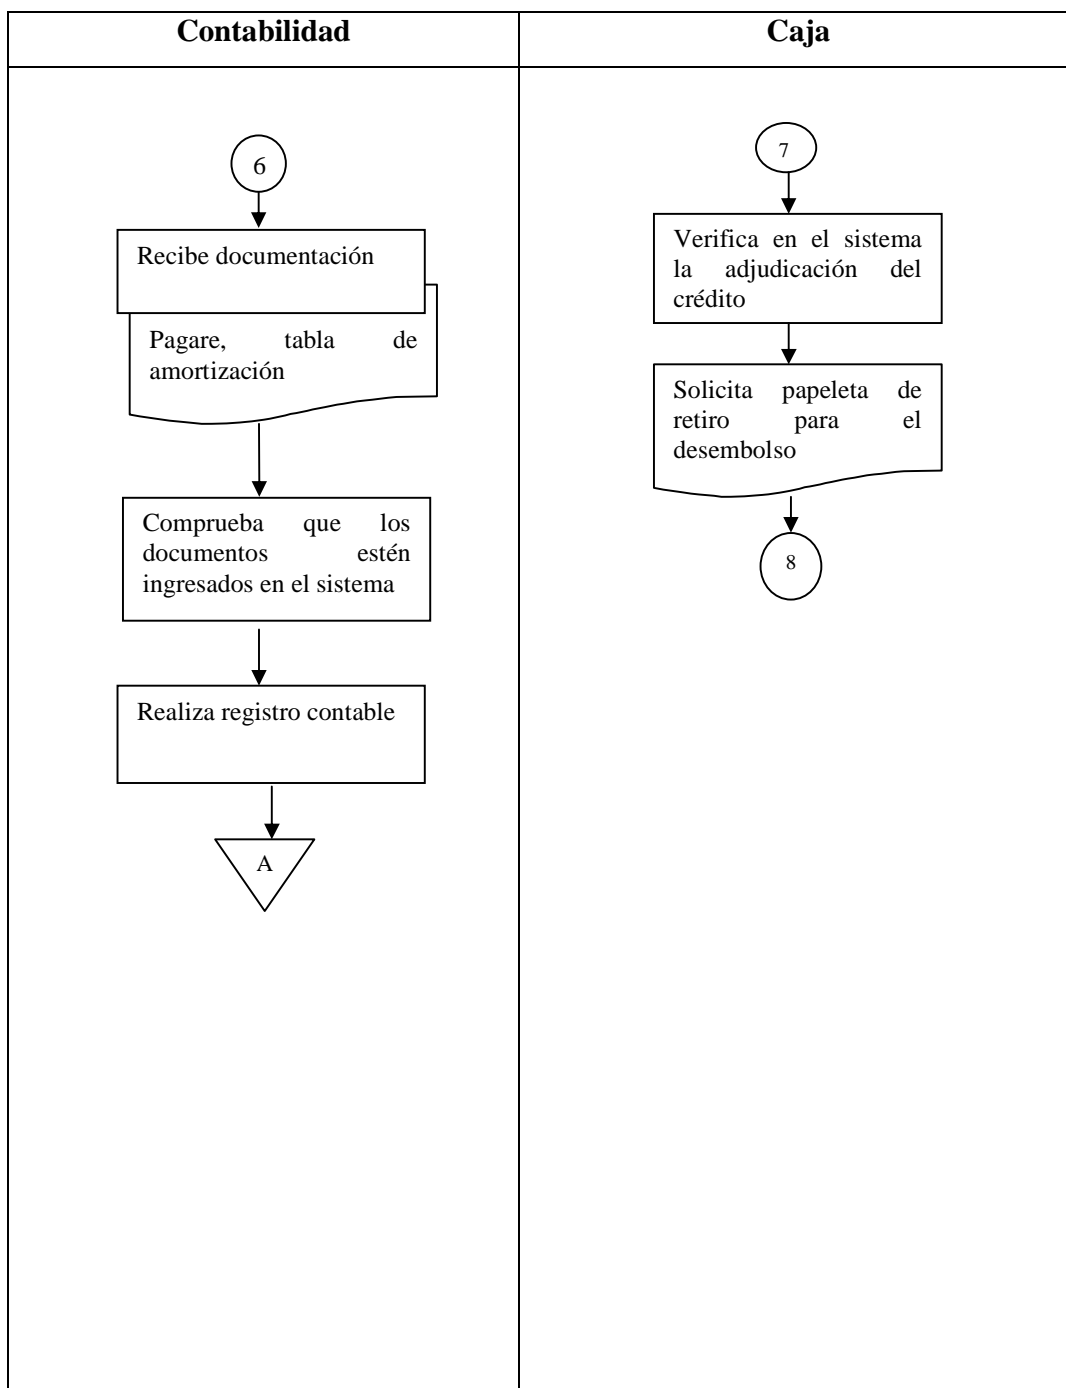 Contabilidad
Caja
6
Recibe documentación
Pagare, tabla de
amortización
Comprueba que los
documentos estén
ingresados en el sistema
Realiza registro contable
A
7
Verifica en el sistema
la adjudicación del
crédito
Solicita papeleta de
retiro para el
desembolso
8